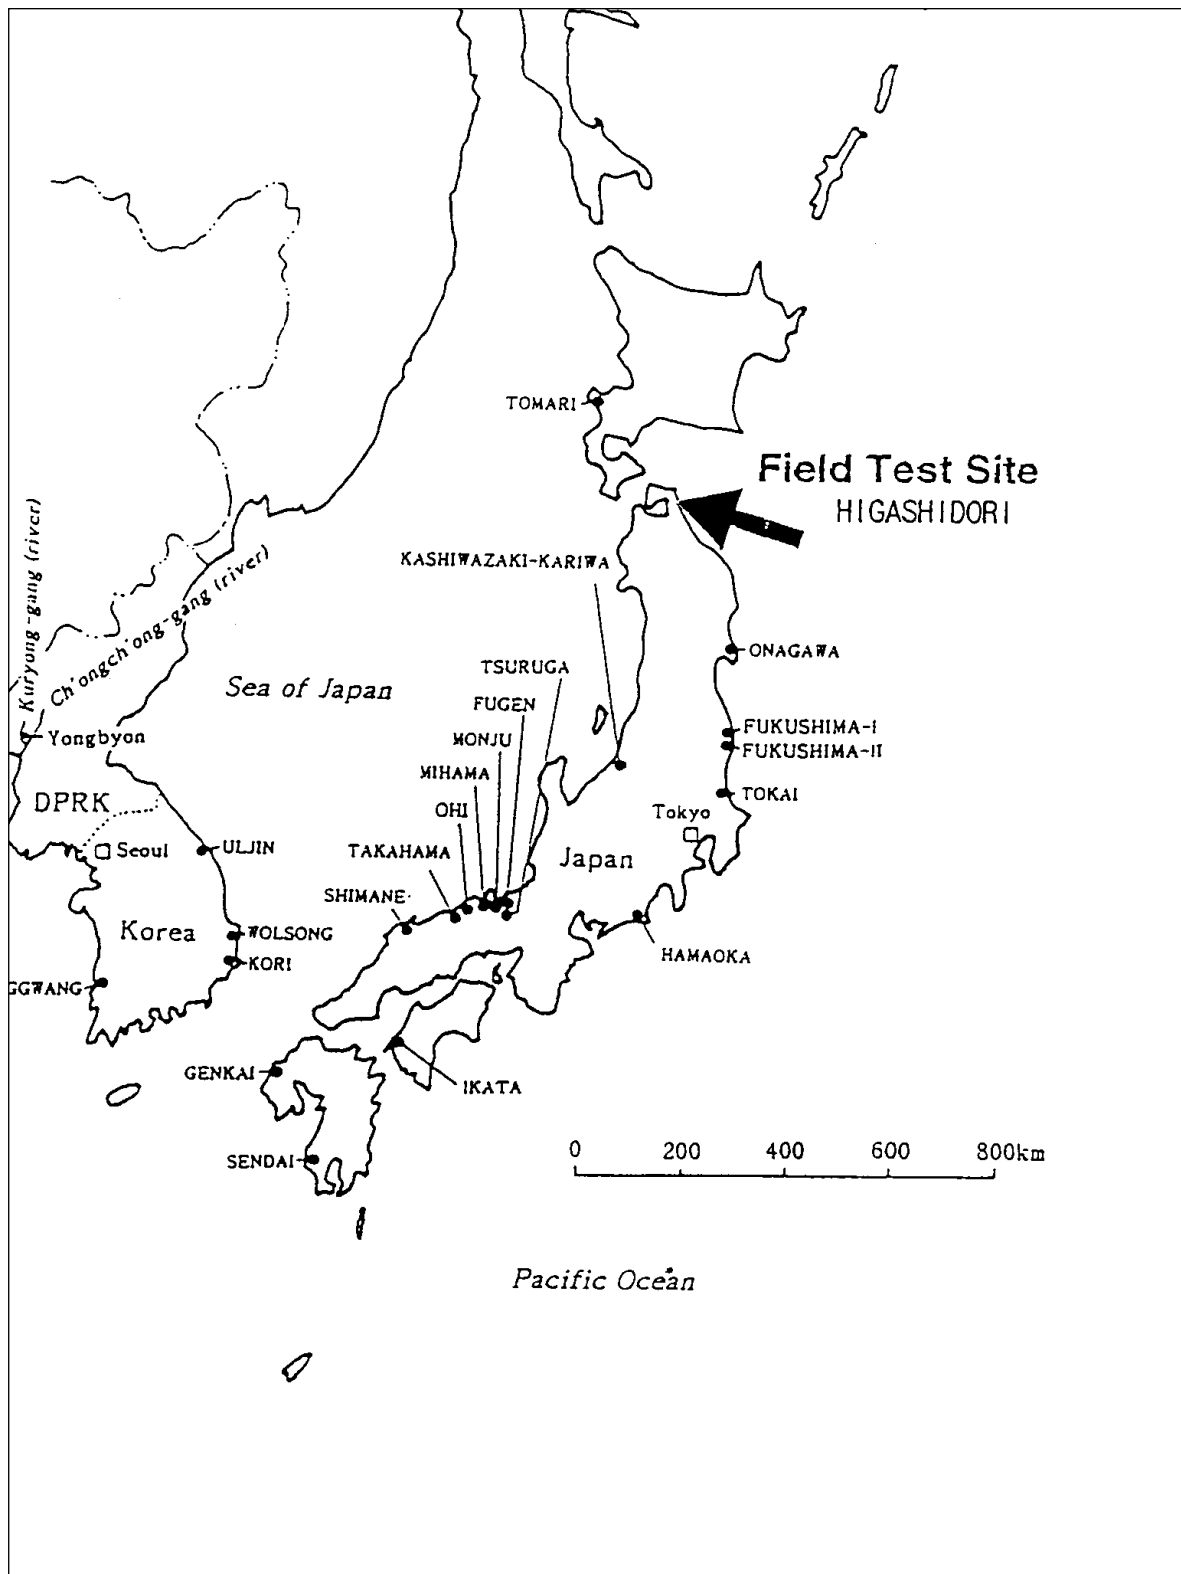 TOMARI
Field Test Site
HIGASHIDORI
Kuryong-gang (river)
Ch'ongch'ong-gang (river)
KASHIWAZAKI-KARIWA
ONAGAWA
TSURUGA
Sea of Japan
FUGEN
FUKUSHIMA-I
Yongbyon
MONJU
FUKUSHIMA-II
MIHAMA
DPRK
OHI
TOKAI
Tokyo
Seoul
ULJIN
TAKAHAMA
Japan
SHIMANE
Korea
WOLSONG
HAMAOKA
KORI
GGWANG
GENKAI
IKATA
SENDAI
0 200 400 600 800km
Pacific Ocean